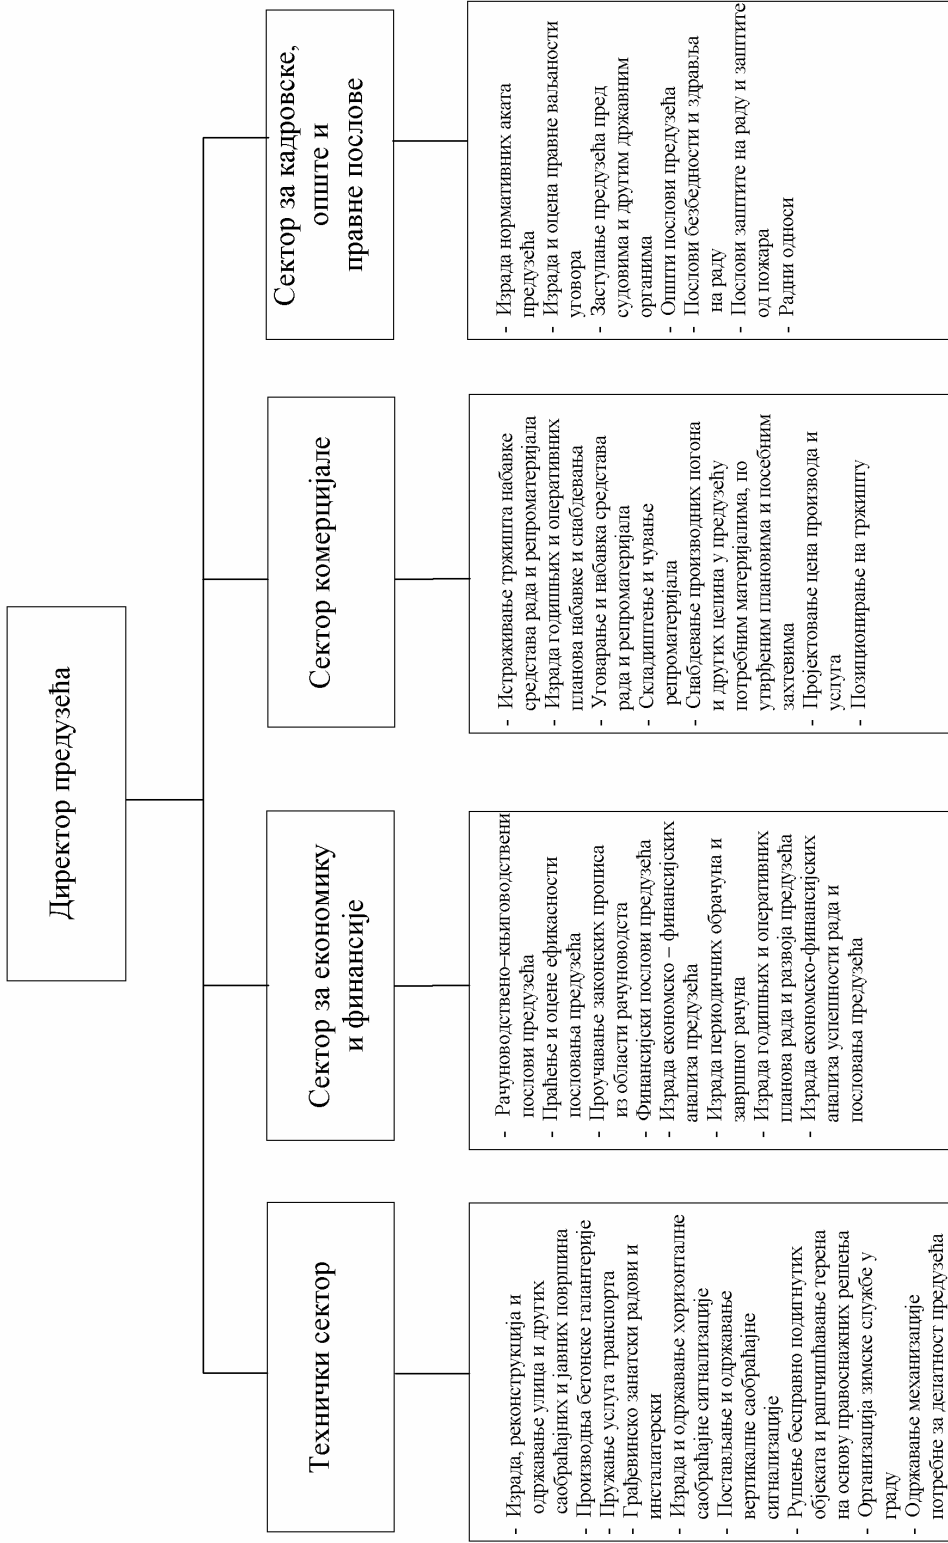 Директор предузећа
Технички сектор
- Израда, реконструкција и
одржавање улица и других
саобраћајних и јавних површина
- Производња бетонске галантерије
- Пружање услуга транспорта
- Грађевинско занатски радови и
инсталатерски
- Израда и одржавање хоризонталне
саобраћајне сигнализације
- Постављање и одржавање
вертикалне саобраћајне
сигнализације
- Рушење бесправно подигнутих
објеката и рашчишћавање терена
на основу правоснажних решења
- Организација зимске службе у
граду
- Одржавање механизације
потребне за делатност предузећа
Сектор за економику
и финансије
- Рачуноводствено–књиговодствени
послови предузећа
- Праћење и оцене ефикасности
пословања предузећа
- Проучавање законских прописа
из области рачуноводста
- Финансијски послови предузећа
- Израда економско – финансијских
анализа предузећа
- Израда периодичних обрачуна и
завршног рачуна
- Израда годишњих и оперативних
планова рада и развоја предузећа
- Израда економско-финансијских
анализа успешности рада и
пословања предузећа
Сектор комерцијале
- Истраживање тржишта набавке
средстава рада и репроматеријала
- Израда годишњих и оперативних
планова набавке и снабдевања
- Уговарање и набавка средстава
рада и репроматеријала
- Складиштење и чување
репроматеријала
- Снабдевање производних погона
и других целина у предузећу
потребним материјалима, по
утврђеним плановима и посебним
захтевима
- Пројектовање цена производа и
услуга
- Позиционирање на тржишту
Сектор за кадровске,
опште и
правне послове
- Израда нормативних аката
предузећа
- Израда и оцена правне ваљаности
уговора
- Заступање предузећа пред
судовима и другим државним
органима
- Општи послови предузећа
- Послови безбедности и здравља
на раду
- Послови заштите на раду и заштите
од пожара
- Радни односи